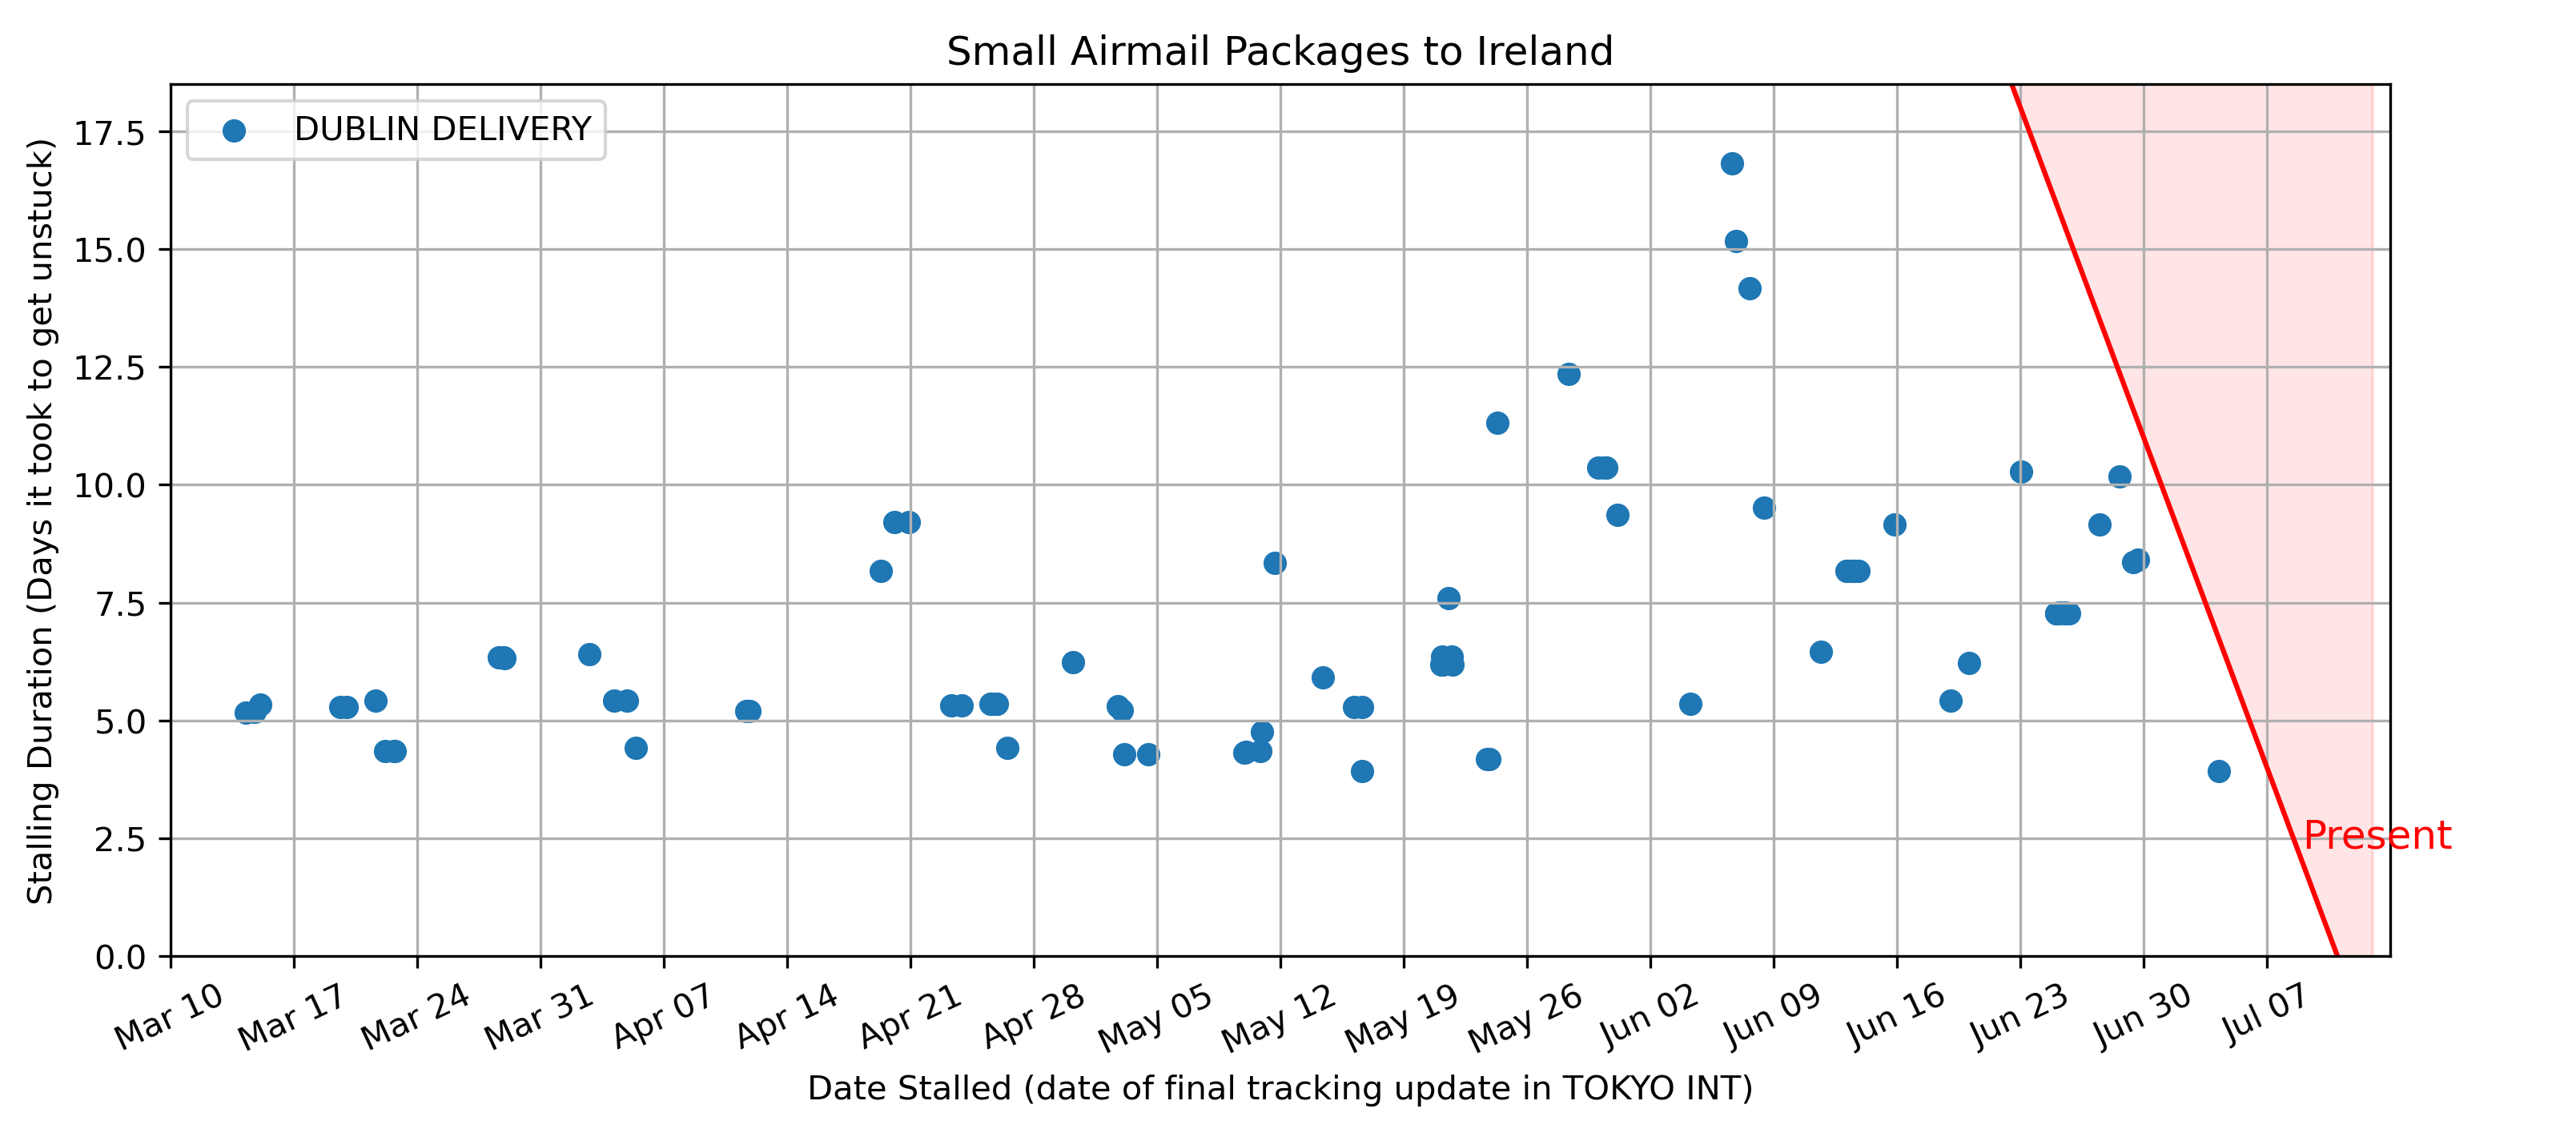 Small Airmail Packages to Ireland
DUBLIN DELIVERY
Stalling Duration (Days it took to get unstuck)
17.5
15.0
12.5
10.0
7.5
5.0
2.5
0.0
Present
Mar 10
Mar 17
Mar 24
Mar 31
Apr 07
Apr 14
Apr 21
Apr 28
May 05
May 12
May 19
May 26
Jun 02
Jun 09
Jun 16
Jun 23
Jun 30
Jul 07
Date Stalled (date of final tracking update in TOKYO INT)